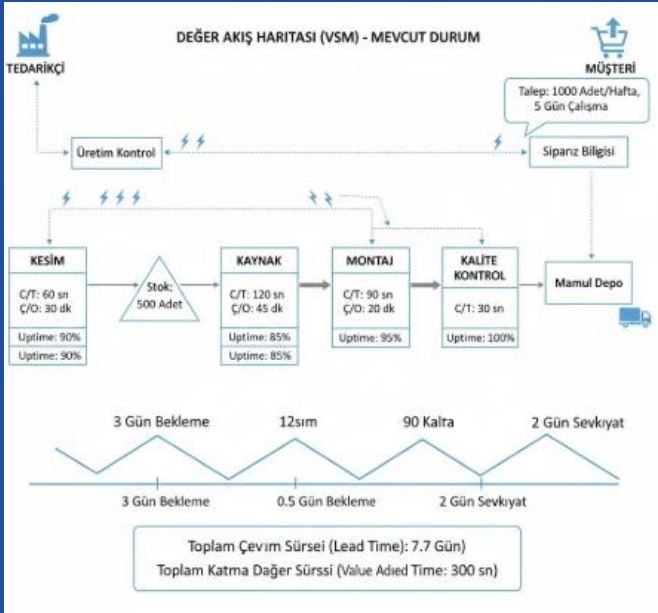 DEĞER AKIŞ HARITASI (VSM) - MEVCUT DURUM
TEDARİKÇİ
MÜŞTERİ
Talep: 1000 Adet/Hafta,
5 Gün Çalışma
Üretim Kontrol
Siparız Bilgisi
KESİM
C/T: 60 sn
Ç/O: 30 dk
Uptime: 90%
Uptime: 90%
Stok:
500 Adet
KAYNAK
C/T: 120 sn
Ç/O: 45 dk
Uptime: 85%
Uptime: 85%
MONTAJ
C/T: 90 sn
Ç/O: 20 dk
Uptime: 95%
KALİTE
KONTROL
C/T: 30 sn
Uptime: 100%
Mamul Depo
3 Gün Bekleme
12sım
90 Kalta
2 Gün Sevkıyat
3 Gün Bekleme
0.5 Gün Bekleme
2 Gün Sevkıyat
Toplam Çevım Sürsei (Lead Time): 7.7 Gün)
Toplam Katma Dağer Sürssi (Value Adıed Time: 300 sn)